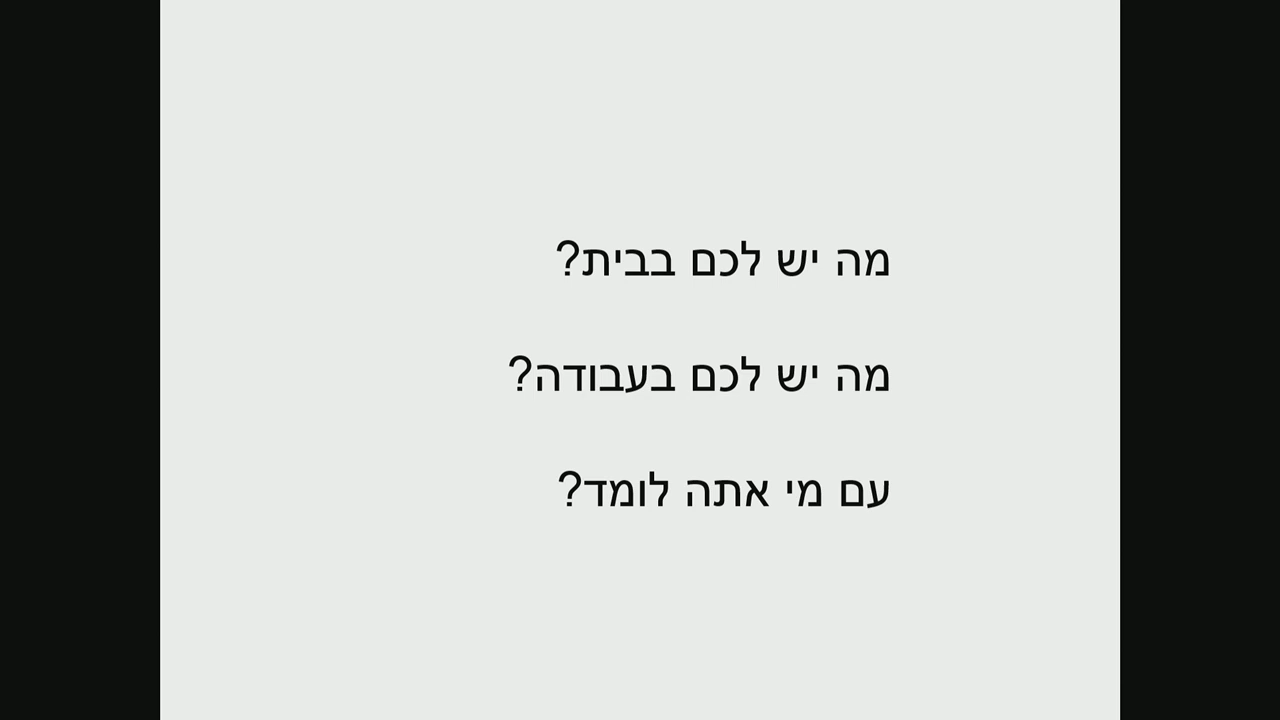 מה יש לכם בבית?
מה יש לכם בעבודה?
עם מי אתה לומד?